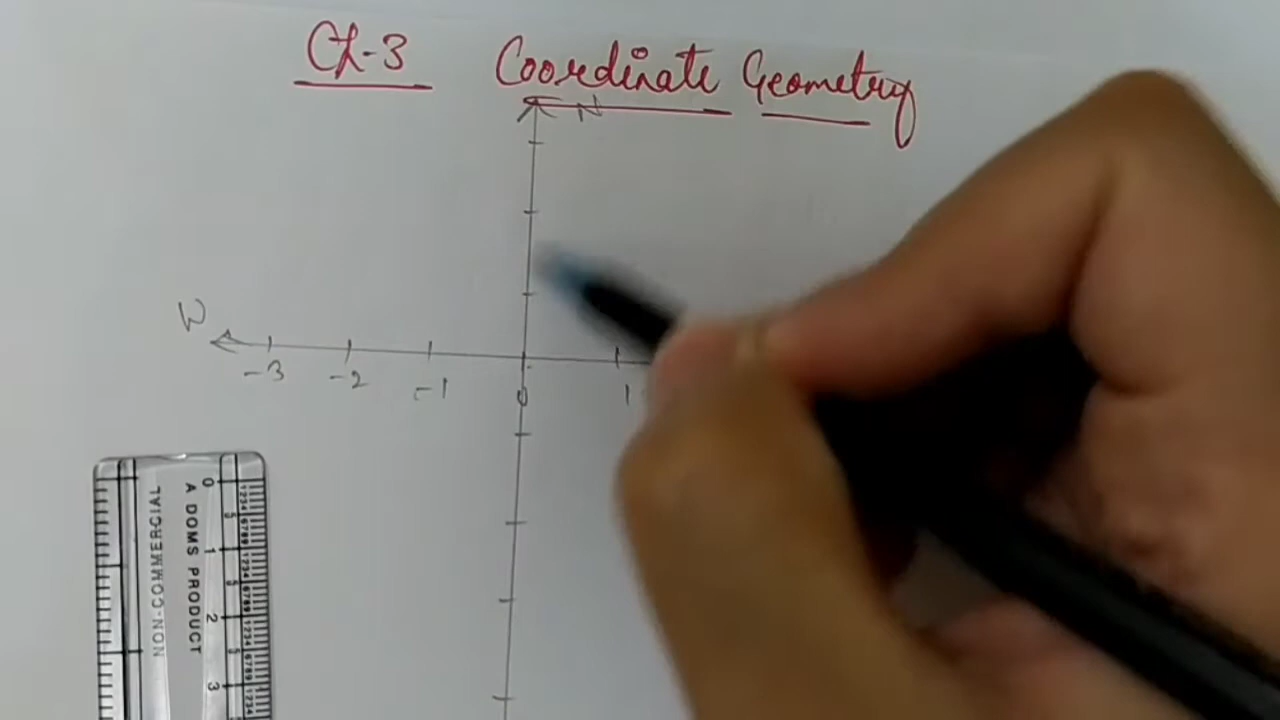 Ch-3 Coordinate Geometry
N
W
-3 -2 -1 0 1
NON-COMMERCIAL
A DOMS PRODUCT
0
1
2
3